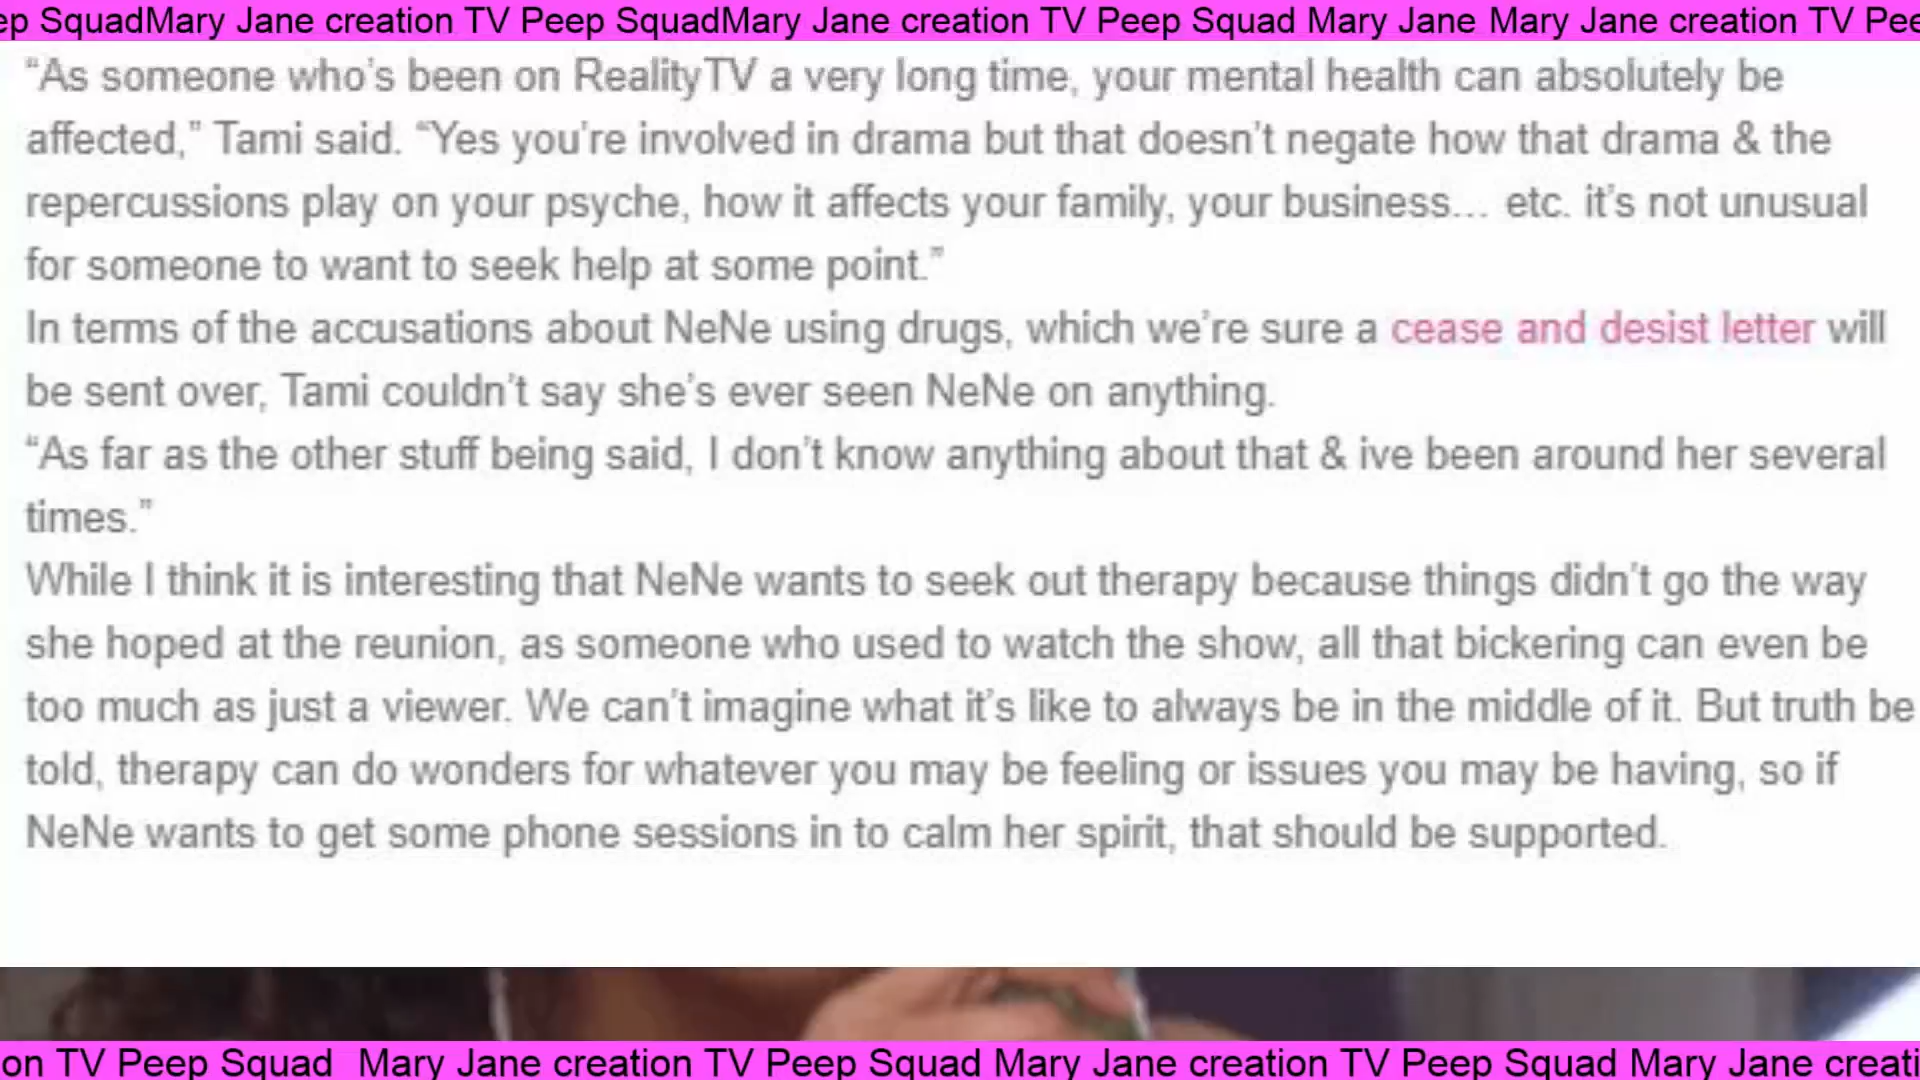 ep SquadMary Jane creation TV Peep SquadMary Jane creation TV Peep Squad Mary Jane Mary Jane creation TV Pee
“As someone who’s been on RealityTV a very long time, your mental health can absolutely be
affected,” Tami said. “Yes you’re involved in drama but that doesn’t negate how that drama & the
repercussions play on your psyche, how it affects your family, your business... etc. it’s not unusual
for someone to want to seek help at some point.”
In terms of the accusations about NeNe using drugs, which we’re sure a cease and desist letter will
be sent over, Tami couldn’t say she’s ever seen NeNe on anything.
“As far as the other stuff being said, I don’t know anything about that & ive been around her several
times.”
While I think it is interesting that NeNe wants to seek out therapy because things didn’t go the way
she hoped at the reunion, as someone who used to watch the show, all that bickering can even be
too much as just a viewer. We can’t imagine what it’s like to always be in the middle of it. But truth be
told, therapy can do wonders for whatever you may be feeling or issues you may be having, so if
NeNe wants to get some phone sessions in to calm her spirit, that should be supported.
on TV Peep Squad Mary Jane creation TV Peep Squad Mary Jane creation TV Peep Squad Mary Jane creati